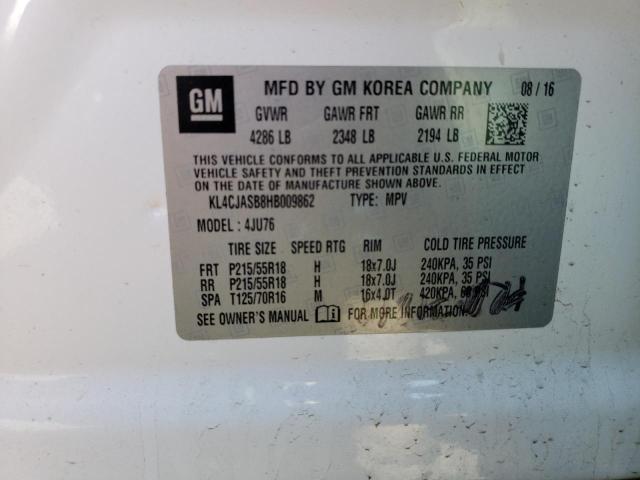 GM MFD BY GM KOREA COMPANY 08 / 16
GVWR GAWR FRT GAWR RR
4286 LB 2348 LB 2194 LB
THIS VEHICLE CONFORMS TO ALL APPLICABLE U.S. FEDERAL MOTOR
VEHICLE SAFETY AND THEFT PREVENTION STANDARDS IN EFFECT ON
THE DATE OF MANUFACTURE SHOWN ABOVE.
KL4CJASB8HB009862 TYPE: MPV
MODEL : 4JU76
TIRE SIZE SPEED RTG RIM COLD TIRE PRESSURE
FRT P215/55R18 H 18x7.0J 240KPA, 35 PSI
RR P215/55R18 H 18x7.0J 240KPA, 35 PSI
SPA T125/70R16 M 16x4.0T 420KPA, 60 PSI
SEE OWNER'S MANUAL FOR MORE INFORMATION